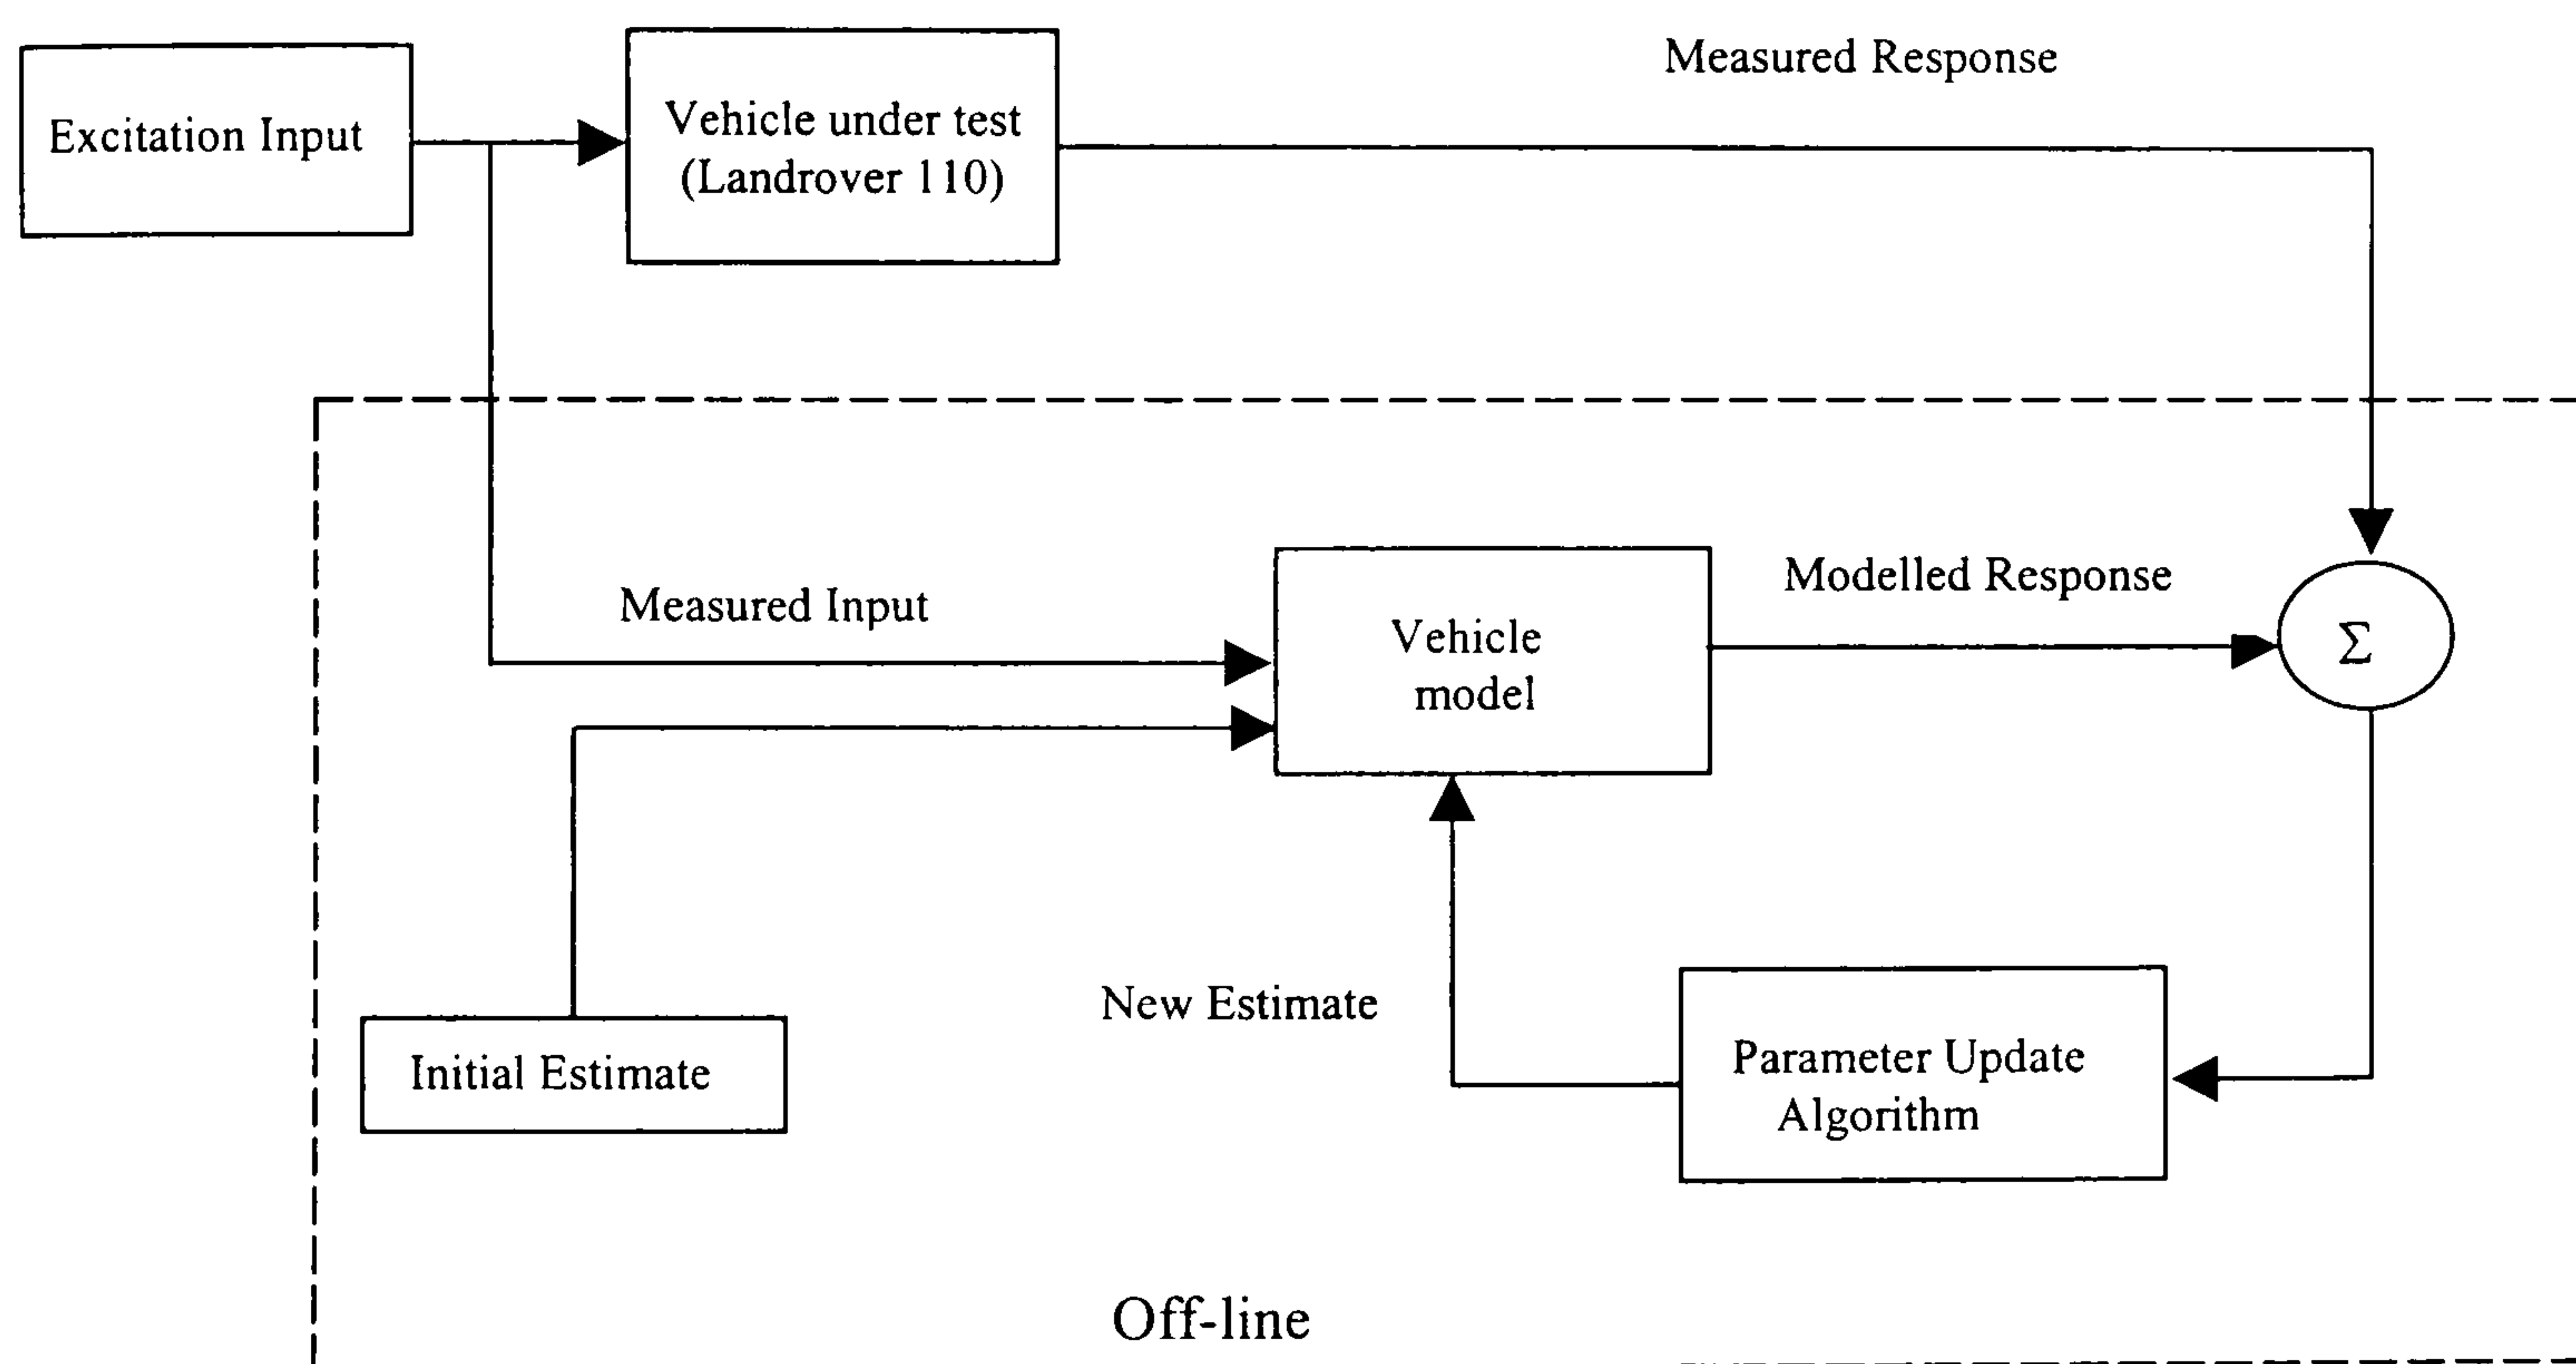 Measured Response
Excitation Input
Vehicle under test
(Landrover 110)
Measured Input
Modelled Response
Vehicle
model
Σ
New Estimate
Initial Estimate
Parameter Update
Algorithm
Off-line